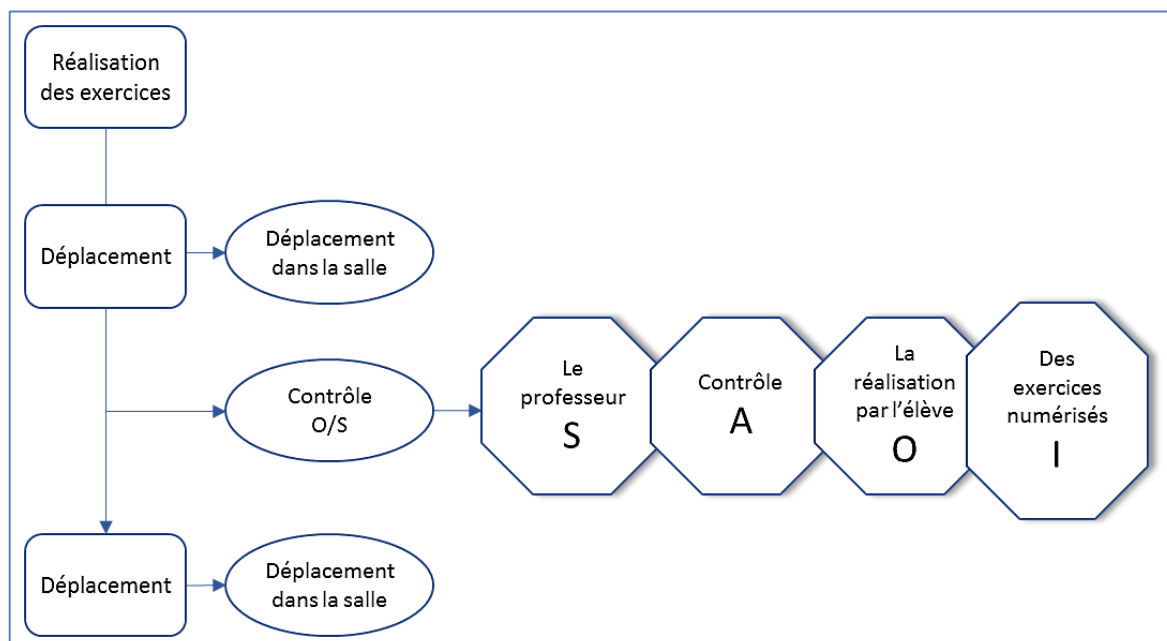 Réalisation
des exercices
Déplacement
Déplacement
dans la salle
Contrôle
O/S
Le
professeur
S
Contrôle
A
La
réalisation
par l'élève
O
Des
exercices
numérisés
I
Déplacement
Déplacement
dans la salle